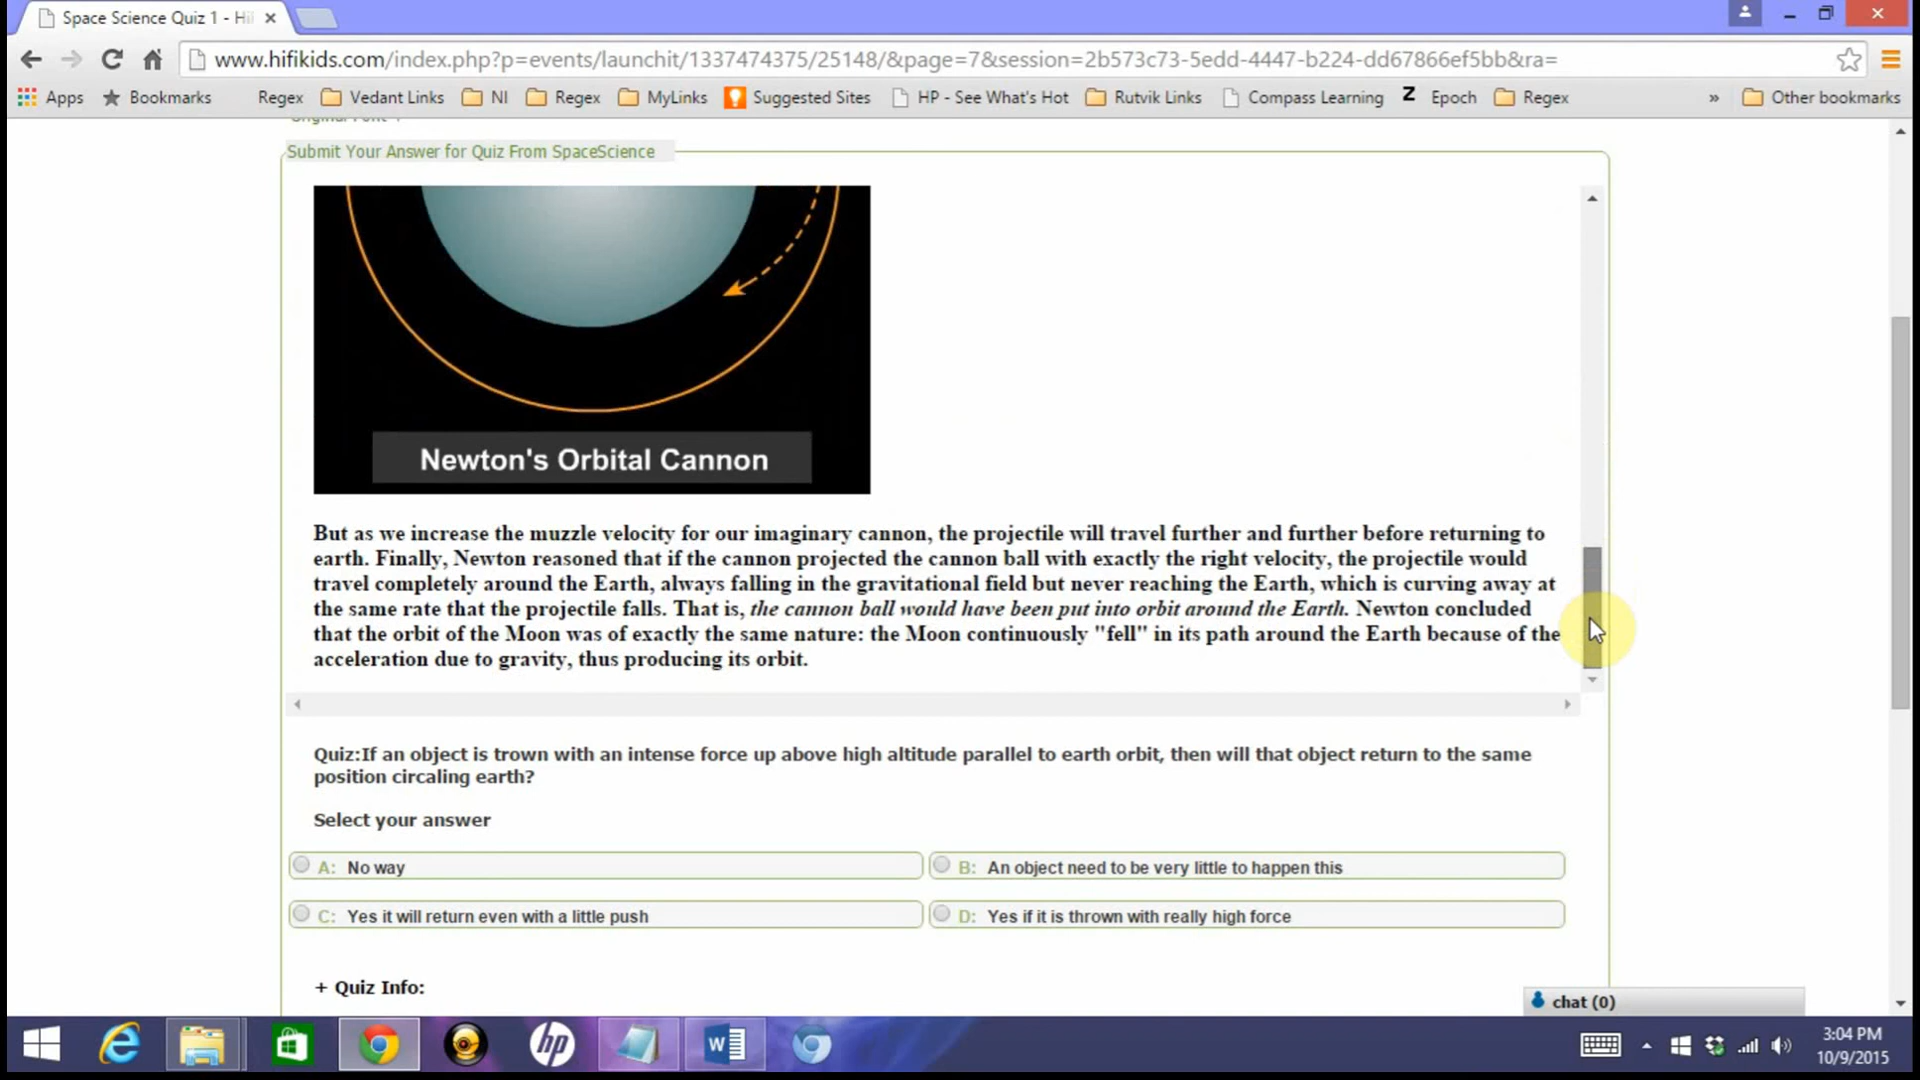 Space Science Quiz 1 - Hi
www.hifikids.com/index.php?p=events/launchit/1337474375/25148/&page=7&session=2b573c73-5edd-4447-b224-dd67866ef5bb&ra=
Apps Bookmarks Regex Vedant Links NI Regex MyLinks Suggested Sites HP - See What's Hot Rutvik Links Compass Learning Z Epoch Regex » Other bookmarks
Submit Your Answer for Quiz From SpaceScience
Newton's Orbital Cannon
But as we increase the muzzle velocity for our imaginary cannon, the projectile will travel further and further before returning to
earth. Finally, Newton reasoned that if the cannon projected the cannon ball with exactly the right velocity, the projectile would
travel completely around the Earth, always falling in the gravitational field but never reaching the Earth, which is curving away at
the same rate that the projectile falls. That is, the cannon ball would have been put into orbit around the Earth. Newton concluded
that the orbit of the Moon was of exactly the same nature: the Moon continuously "fell" in its path around the Earth because of the
acceleration due to gravity, thus producing its orbit.
Quiz:If an object is trown with an intense force up above high altitude parallel to earth orbit, then will that object return to the same
position circaling earth?
Select your answer
A: No way
B: An object need to be very little to happen this
C: Yes it will return even with a little push
D: Yes if it is thrown with really high force
+ Quiz Info:
chat (0)
hp
W
3:04 PM
10/9/2015